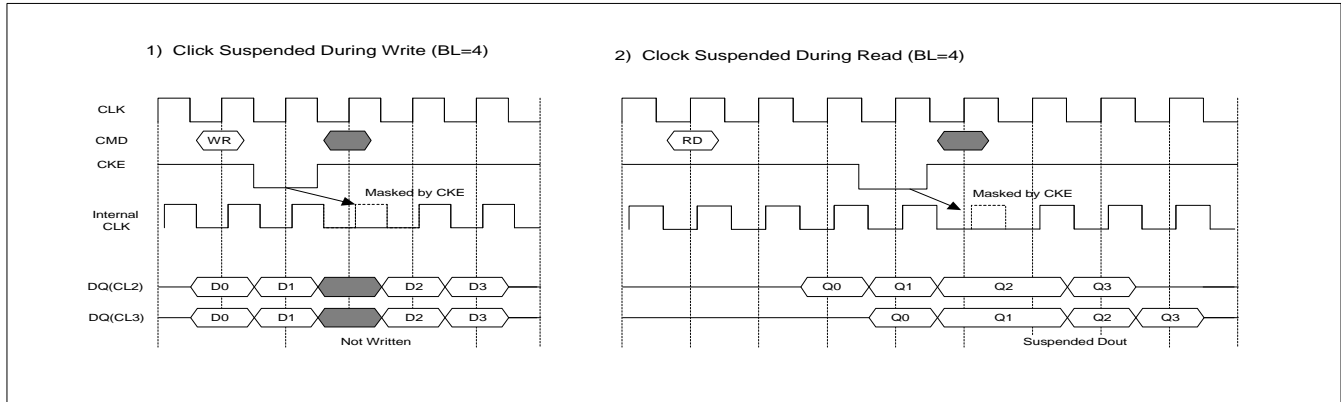 1) Click Suspended During Write (BL=4)
2) Clock Suspended During Read (BL=4)
CLK
CMD WR RD
CKE
Masked by CKE Masked by CKE
Internal
CLK
DQ(CL2) D0 D1 D2 D3 Q0 Q1 Q2 Q3
DQ(CL3) D0 D1 D2 D3 Q0 Q1 Q2 Q3
Not Written Suspended Dout